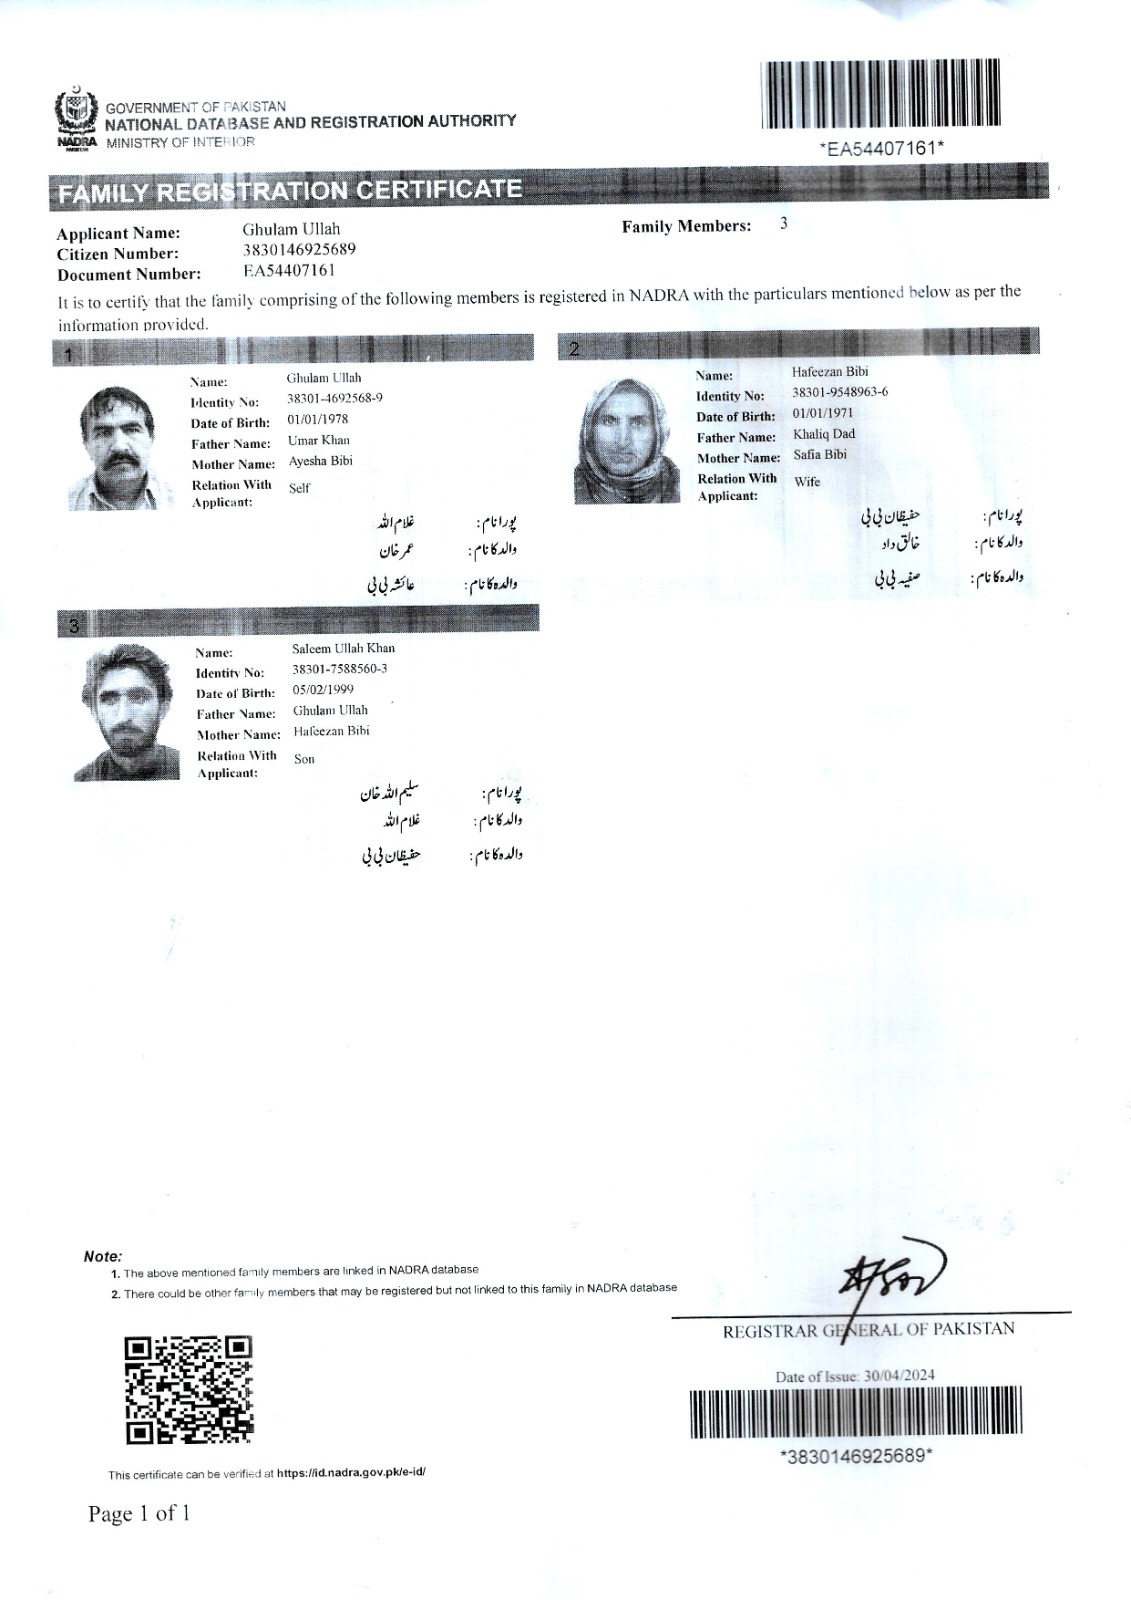 GOVERNMENT OF PAKISTAN
NATIONAL DATABASE AND REGISTRATION AUTHORITY
NADRA
PAKISTAN
MINISTRY OF INTERIOR
*EA54407161*
FAMILY REGISTRATION CERTIFICATE
Applicant Name: Ghulam Ullah
Family Members: 3
Citizen Number: 3830146925689
Document Number: EA54407161
It is to certify that the family comprising of the following members is registered in NADRA with the particulars mentioned below as per the
information provided.
1
Name: Ghulam Ullah
Identity No: 38301-4692568-9
Date of Birth: 01/01/1978
Father Name: Umar Khan
Mother Name: Ayesha Bibi
Relation With Self
Applicant:
پورا نام: غلام اللہ
والد کا نام: عمر خان
والدہ کا نام: عائشہ بی بی
2
Name: Hafeezan Bibi
Identity No: 38301-9548963-6
Date of Birth: 01/01/1971
Father Name: Khaliq Dad
Mother Name: Safia Bibi
Relation With Wife
Applicant:
پورا نام: حفیظان بی بی
والد کا نام: خالق داد
والدہ کا نام: صفیہ بی بی
3
Name: Saleem Ullah Khan
Identity No: 38301-7588560-3
Date of Birth: 05/02/1999
Father Name: Ghulam Ullah
Mother Name: Hafeezan Bibi
Relation With Son
Applicant:
پورا نام: سلیم اللہ خان
والد کا نام: غلام اللہ
والدہ کا نام: حفیظان بی بی
Note:
1. The above mentioned family members are linked in NADRA database
2. There could be other family members that may be registered but not linked to this family in NADRA database
REGISTRAR GENERAL OF PAKISTAN
Date of Issue: 30/04/2024
*3830146925689*
This certificate can be verified at https://id.nadra.gov.pk/e-id/
Page 1 of 1